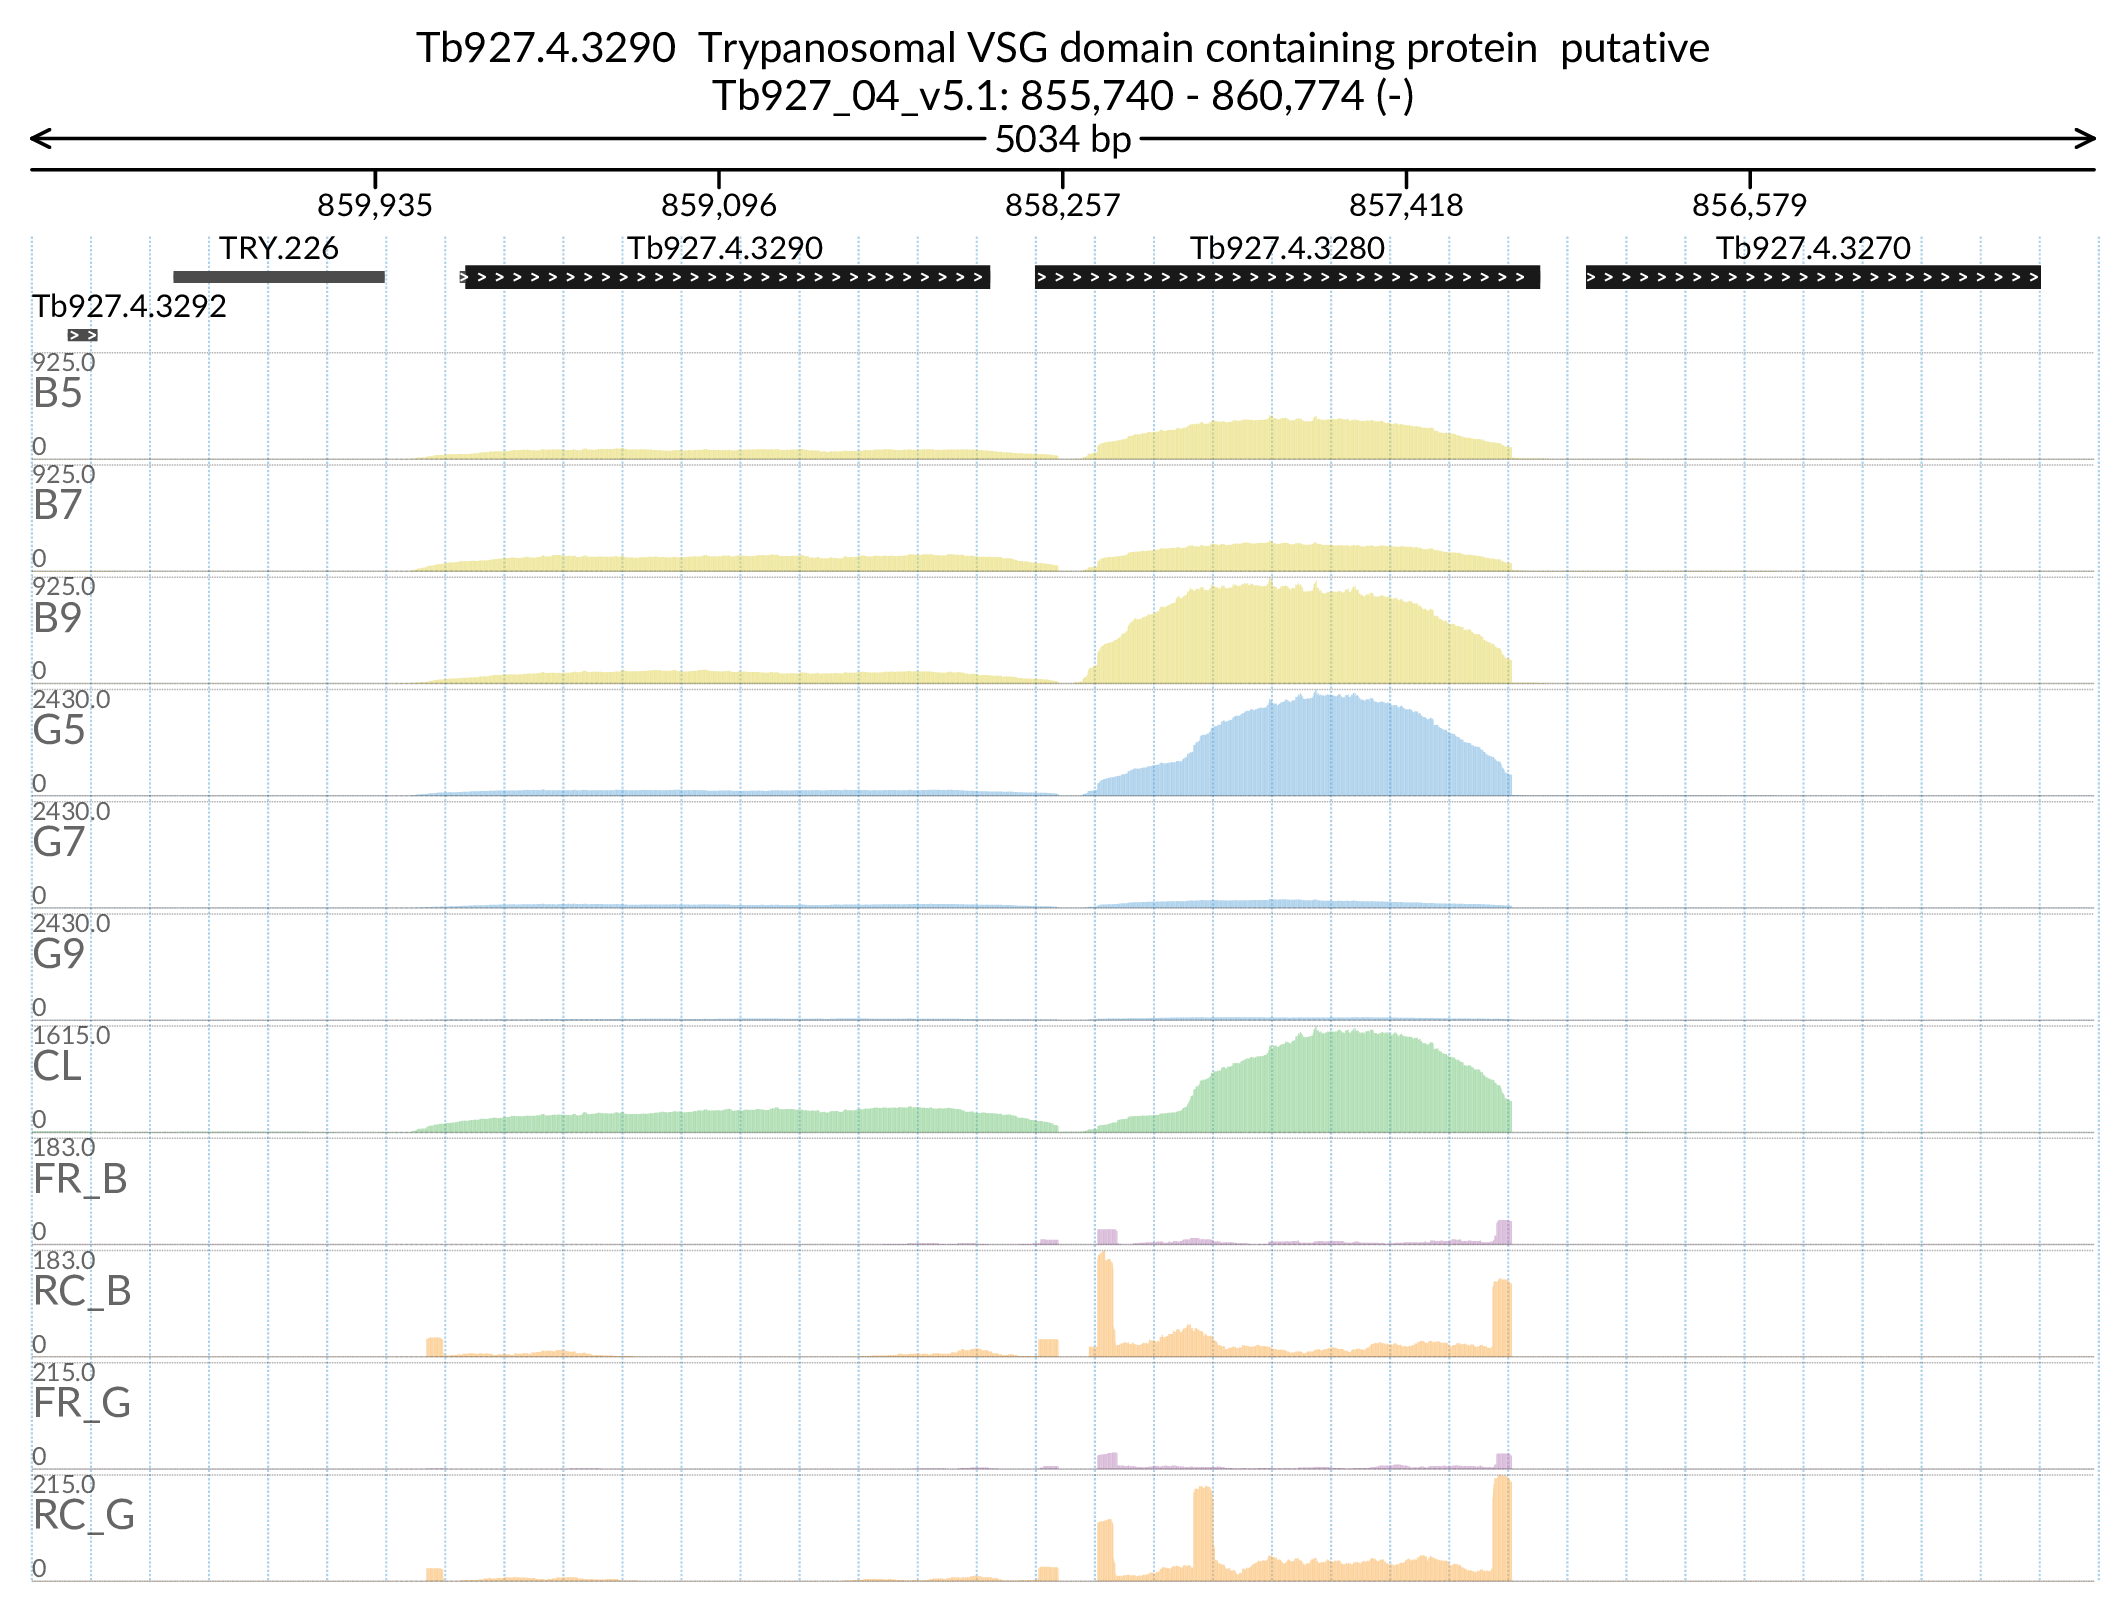 Tb927.4.3290  Trypanosomal VSG domain containing protein  putative
Tb927_04_v5.1: 855,740 - 860,774 (-)
5034 bp
859,935 859,096 858,257 857,418 856,579
TRY.226 Tb927.4.3290 Tb927.4.3280 Tb927.4.3270
Tb927.4.3292
925.0
B5
0
925.0
B7
0
925.0
B9
0
2430.0
G5
0
2430.0
G7
0
2430.0
G9
0
1615.0
CL
0
183.0
FR_B
0
183.0
RC_B
0
215.0
FR_G
0
215.0
RC_G
0